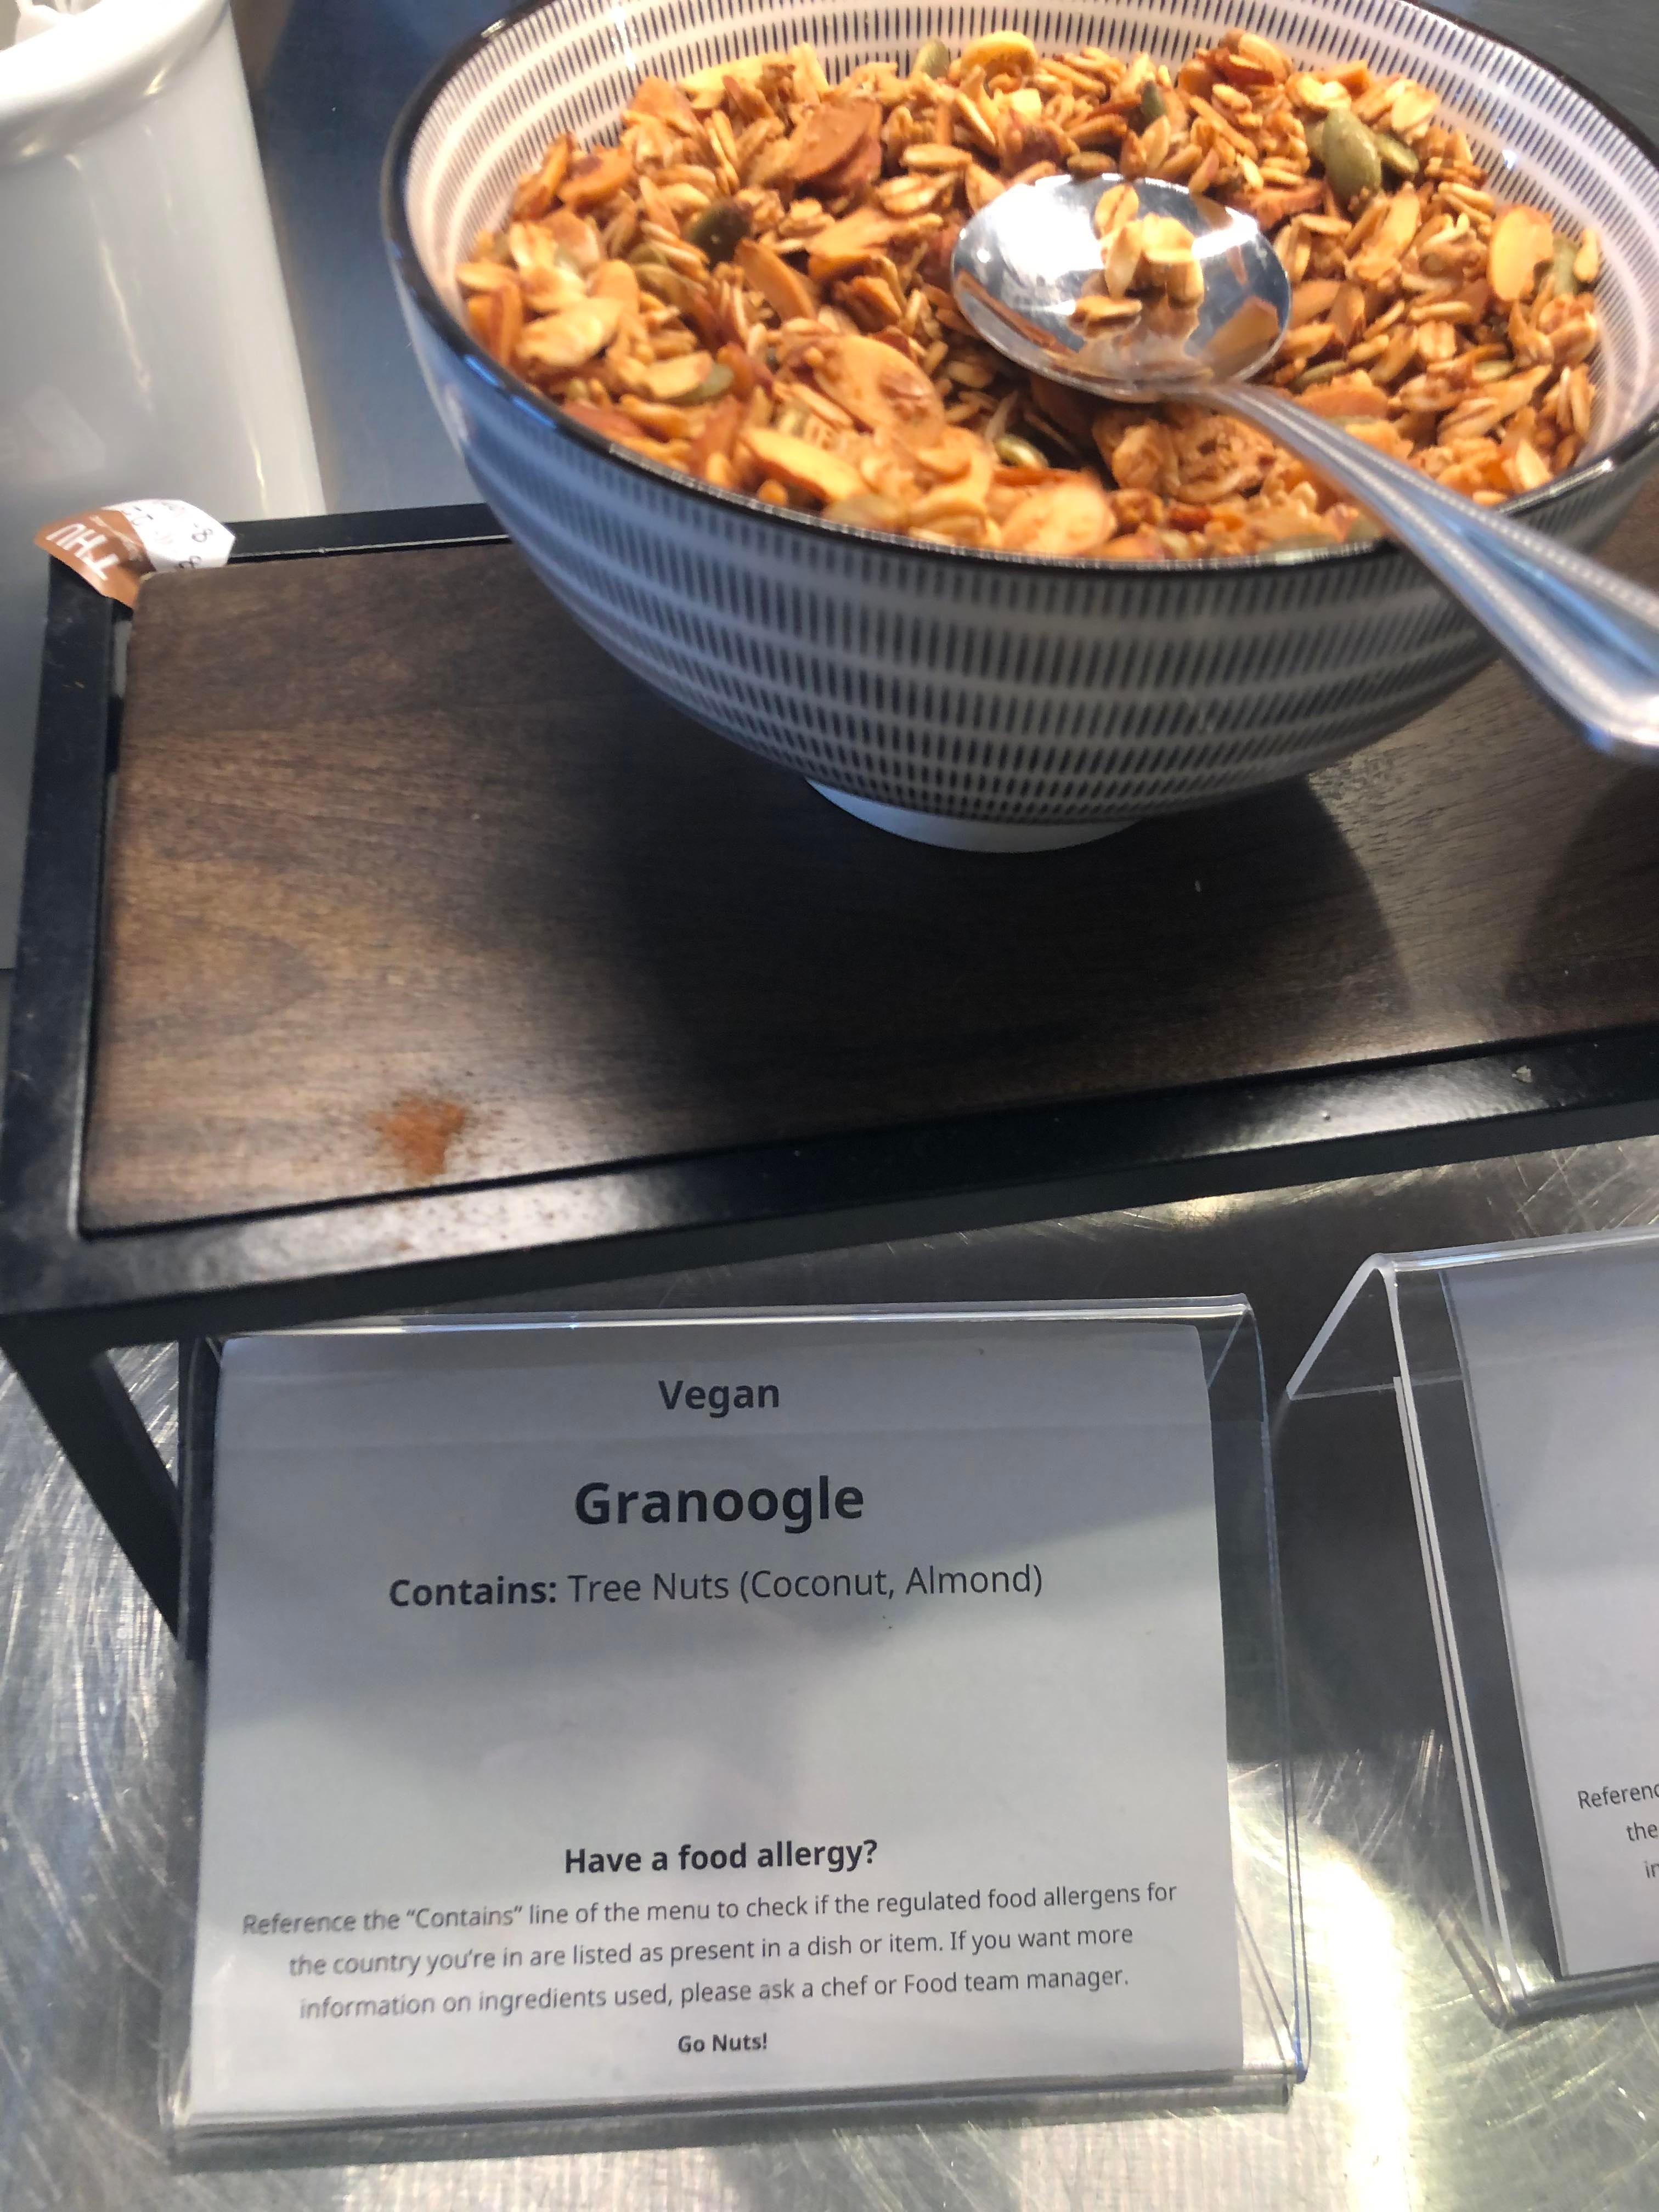 THU
Vegan
Granoogle
Contains: Tree Nuts (Coconut, Almond)
Have a food allergy?
Reference the “Contains” line of the menu to check if the regulated food allergens for
the country you’re in are listed as present in a dish or item. If you want more
information on ingredients used, please ask a chef or Food team manager.
Go Nuts!
the